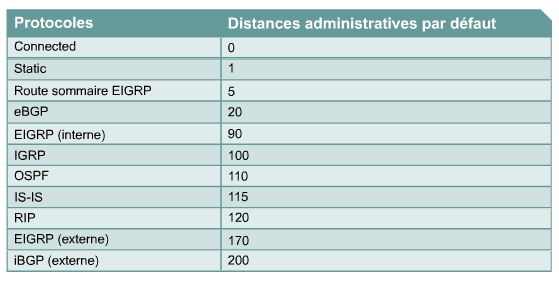 Protocoles Distances administratives par défaut
Connected 0
Static 1
Route sommaire EIGRP 5
eBGP 20
EIGRP (interne) 90
IGRP 100
OSPF 110
IS-IS 115
RIP 120
EIGRP (externe) 170
iBGP (externe) 200